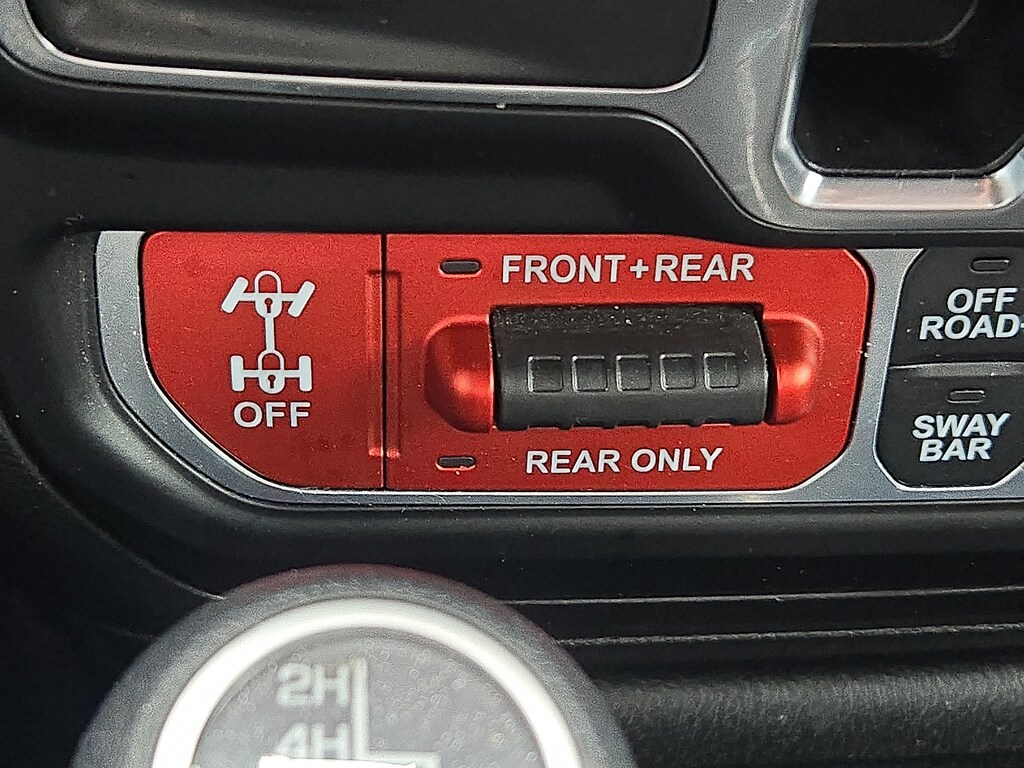 FRONT+REAR
OFF
REAR ONLY
OFF
ROAD+
SWAY
BAR
2H
4H